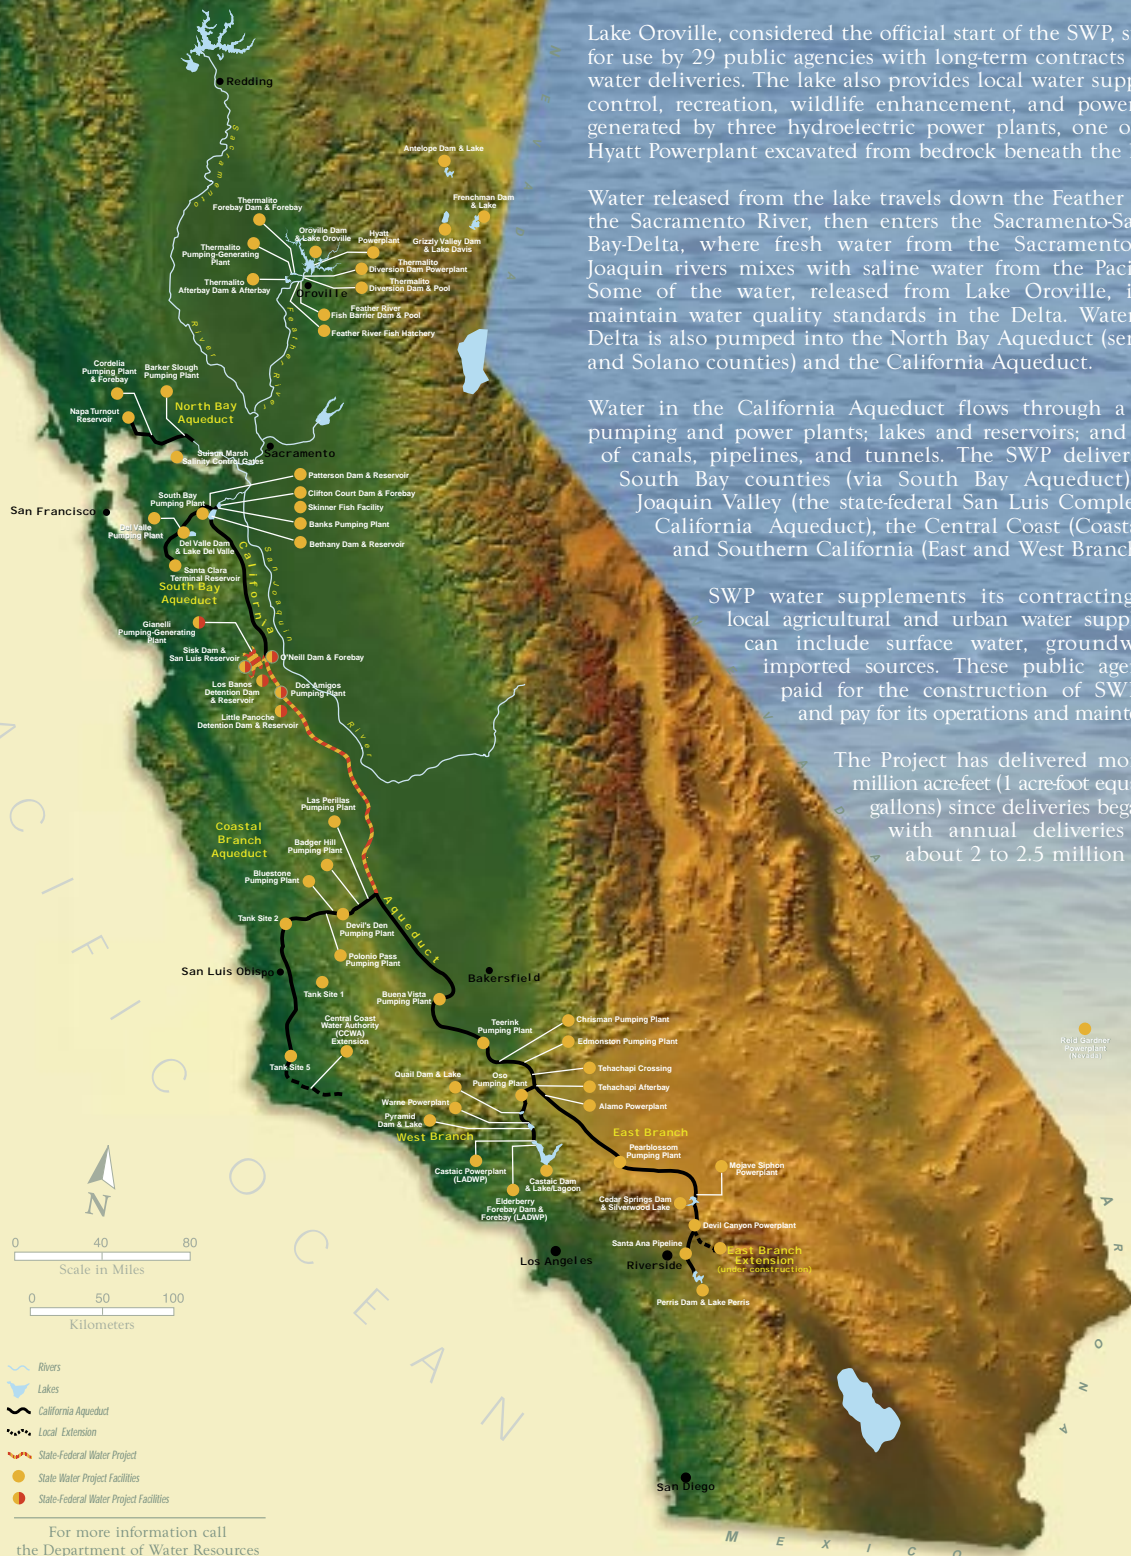 Lake Oroville, considered the official start of the SWP, s
for use by 29 public agencies with long-term contracts
water deliveries. The lake also provides local water supp
control, recreation, wildlife enhancement, and power
generated by three hydroelectric power plants, one o
Hyatt Powerplant excavated from bedrock beneath the
Water released from the lake travels down the Feather
the Sacramento River, then enters the Sacramento-Sa
Bay-Delta, where fresh water from the Sacramento
Joaquin rivers mixes with saline water from the Paci
Some of the water, released from Lake Oroville, i
maintain water quality standards in the Delta. Water
Delta is also pumped into the North Bay Aqueduct (ser
and Solano counties) and the California Aqueduct.
Water in the California Aqueduct flows through a
pumping and power plants; lakes and reservoirs; and
of canals, pipelines, and tunnels. The SWP deliver
South Bay counties (via South Bay Aqueduct)
Joaquin Valley (the state-federal San Luis Comple
California Aqueduct), the Central Coast (Coasta
and Southern California (East and West Branch
SWP water supplements its contracting
local agricultural and urban water supp
can include surface water, groundw
imported sources. These public age
paid for the construction of SW
and pay for its operations and mainte
The Project has delivered mo
million acre-feet (1 acre-foot equ
gallons) since deliveries bega
with annual deliveries
about 2 to 2.5 million
Redding
Sacramento
River
Antelope Dam & Lake
Frenchman Dam
& Lake
Grizzly Valley Dam
& Lake Davis
Thermalito
Forebay Dam & Forebay
Oroville Dam
& Lake Oroville
Hyatt
Powerplant
Thermalito
Pumping-Generating
Plant
Thermalito
Diversion Dam Powerplant
Thermalito
Diversion Dam & Pool
Thermalito
Afterbay Dam & Afterbay
Oroville
Feather River
Fish Barrier Dam & Pool
Feather River Fish Hatchery
Feather River
Cordelia
Pumping Plant
& Forebay
Barker Slough
Pumping Plant
Napa Turnout
Reservoir
North Bay
Aqueduct
Suison Marsh
Salinity Control Gates
Sacramento
Patterson Dam & Reservoir
Clifton Court Dam & Forebay
Skinner Fish Facility
Banks Pumping Plant
Bethany Dam & Reservoir
South Bay
Pumping Plant
San Francisco
Del Valle
Pumping Plant
Del Valle Dam
& Lake Del Valle
Santa Clara
Terminal Reservoir
South Bay
Aqueduct
California
San Joaquin
River
Gianelli
Pumping-Generating
Plant
Sisk Dam &
San Luis Reservoir
O'Neill Dam & Forebay
Los Banos
Detention Dam
& Reservoir
Dos Amigos
Pumping Plant
Little Panoche
Detention Dam & Reservoir
Las Perillas
Pumping Plant
Coastal
Branch
Aqueduct
Badger Hill
Pumping Plant
Bluestone
Pumping Plant
Aqueduct
Tank Site 2
Devil's Den
Pumping Plant
Polonio Pass
Pumping Plant
San Luis Obispo
Tank Site 1
Bakersfield
Buena Vista
Pumping Plant
Central Coast
Water Authority
(CCWA)
Extension
Tank Site 5
Teerink
Pumping Plant
Chrisman Pumping Plant
Edmonston Pumping Plant
Reid Gardner
Powerplant
(Nevada)
Tehachapi Crossing
Tehachapi Afterbay
Alamo Powerplant
Oso
Pumping Plant
Quail Dam & Lake
Warne Powerplant
Pyramid
Dam & Lake
West Branch
East Branch
Pearblossom
Pumping Plant
Castaic Powerplant
(LADWP)
Castaic Dam
& Lake/Lagoon
Elderberry
Forebay Dam &
Forebay (LADWP)
Mojave Siphon
Powerplant
Cedar Springs Dam
& Silverwood Lake
Devil Canyon Powerplant
Santa Ana Pipeline
East Branch
Extension
(under construction)
Los Angeles
Riverside
Perris Dam & Lake Perris
San Diego
ACIFIC
OCEAN
ARIZONA
MEXICO
N
0 40 80
Scale in Miles
0 50 100
Kilometers
Rivers
Lakes
California Aqueduct
Local Extension
State-Federal Water Project
State Water Project Facilities
State-Federal Water Project Facilities
For more information call
the Department of Water Resources